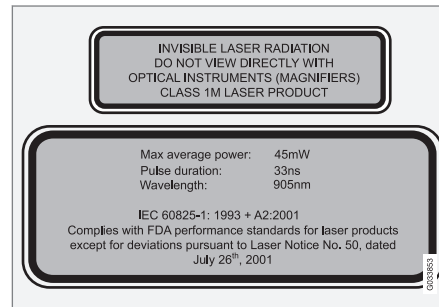 INVISIBLE LASER RADIATION
DO NOT VIEW DIRECTLY WITH
OPTICAL INSTRUMENTS (MAGNIFIERS)
CLASS 1M LASER PRODUCT
Max average power: 45mW
Pulse duration: 33ns
Wavelength: 905nm
IEC 60825-1: 1993 + A2:2001
Complies with FDA performance standards for laser products
except for deviations pursuant to Laser Notice No. 50, dated
July 26th, 2001
G033853